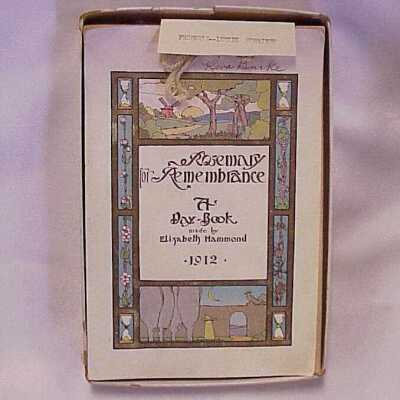 Rosemary
for Remembrance
A
Day-Book
made by
Elizabeth Hammond
·1912·